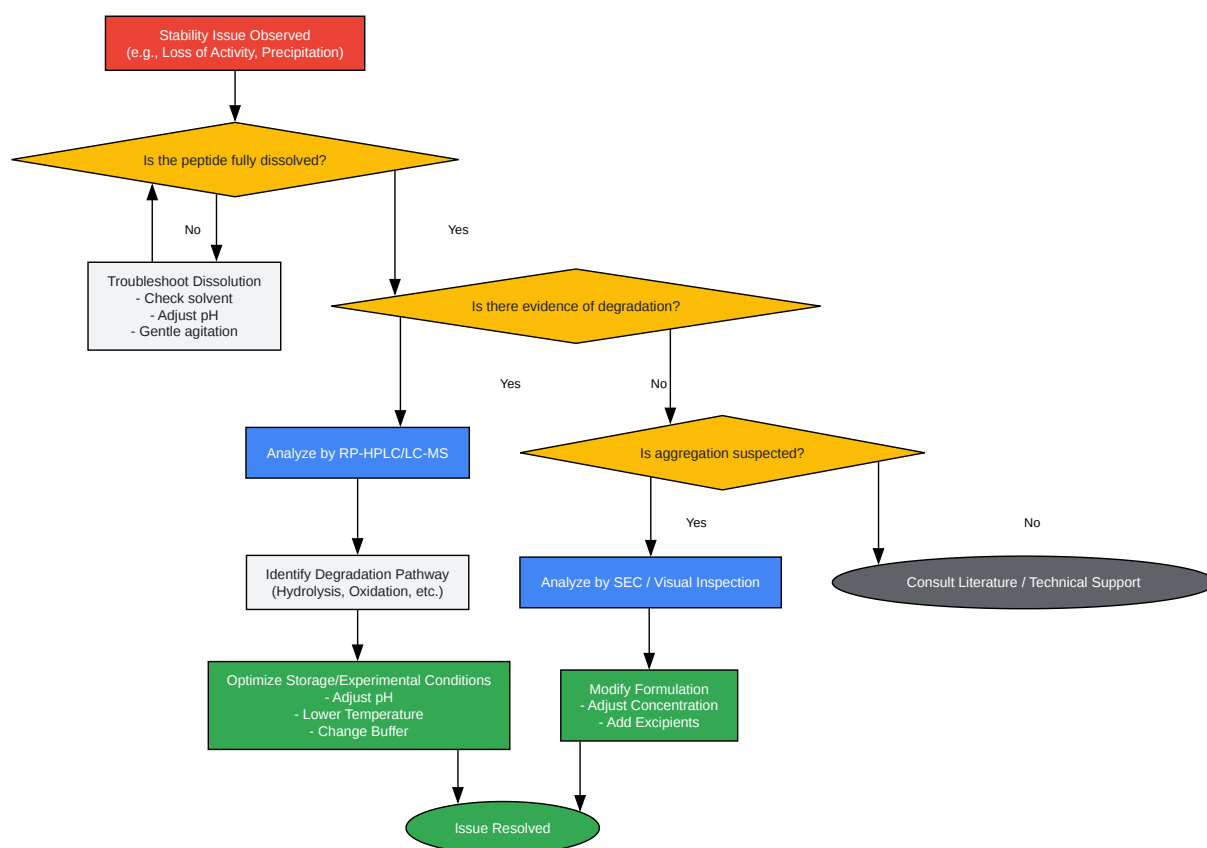 Stability Issue Observed
(e.g., Loss of Activity, Precipitation)
Is the peptide fully dissolved?
No
Yes
Troubleshoot Dissolution
- Check solvent
- Adjust pH
- Gentle agitation
Is there evidence of degradation?
Yes
No
Analyze by RP-HPLC/LC-MS
Is aggregation suspected?
Yes
No
Identify Degradation Pathway
(Hydrolysis, Oxidation, etc.)
Analyze by SEC / Visual Inspection
Consult Literature / Technical Support
Optimize Storage/Experimental Conditions
- Adjust pH
- Lower Temperature
- Change Buffer
Modify Formulation
- Adjust Concentration
- Add Excipients
Issue Resolved